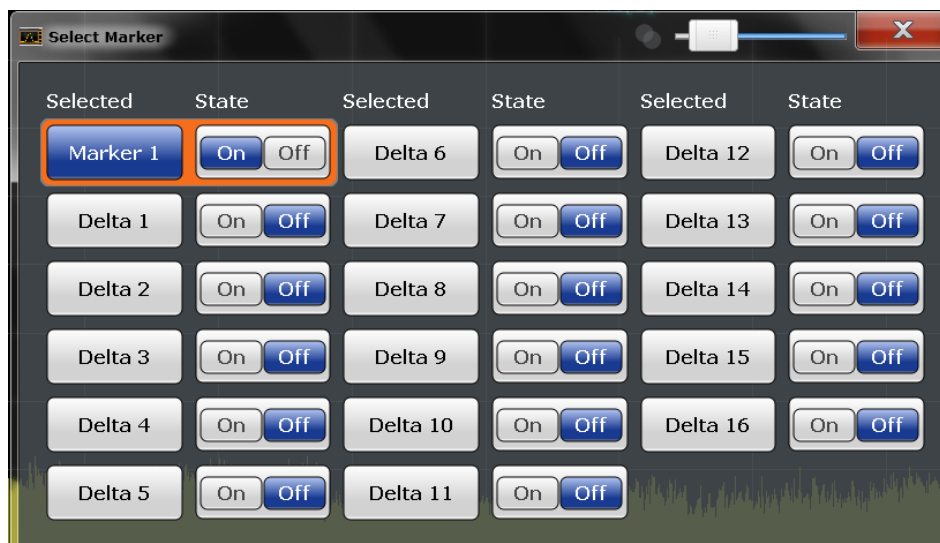 Select Marker
Selected State Selected State Selected State
Marker 1 On Off Delta 6 On Off Delta 12 On Off
Delta 1 On Off Delta 7 On Off Delta 13 On Off
Delta 2 On Off Delta 8 On Off Delta 14 On Off
Delta 3 On Off Delta 9 On Off Delta 15 On Off
Delta 4 On Off Delta 10 On Off Delta 16 On Off
Delta 5 On Off Delta 11 On Off